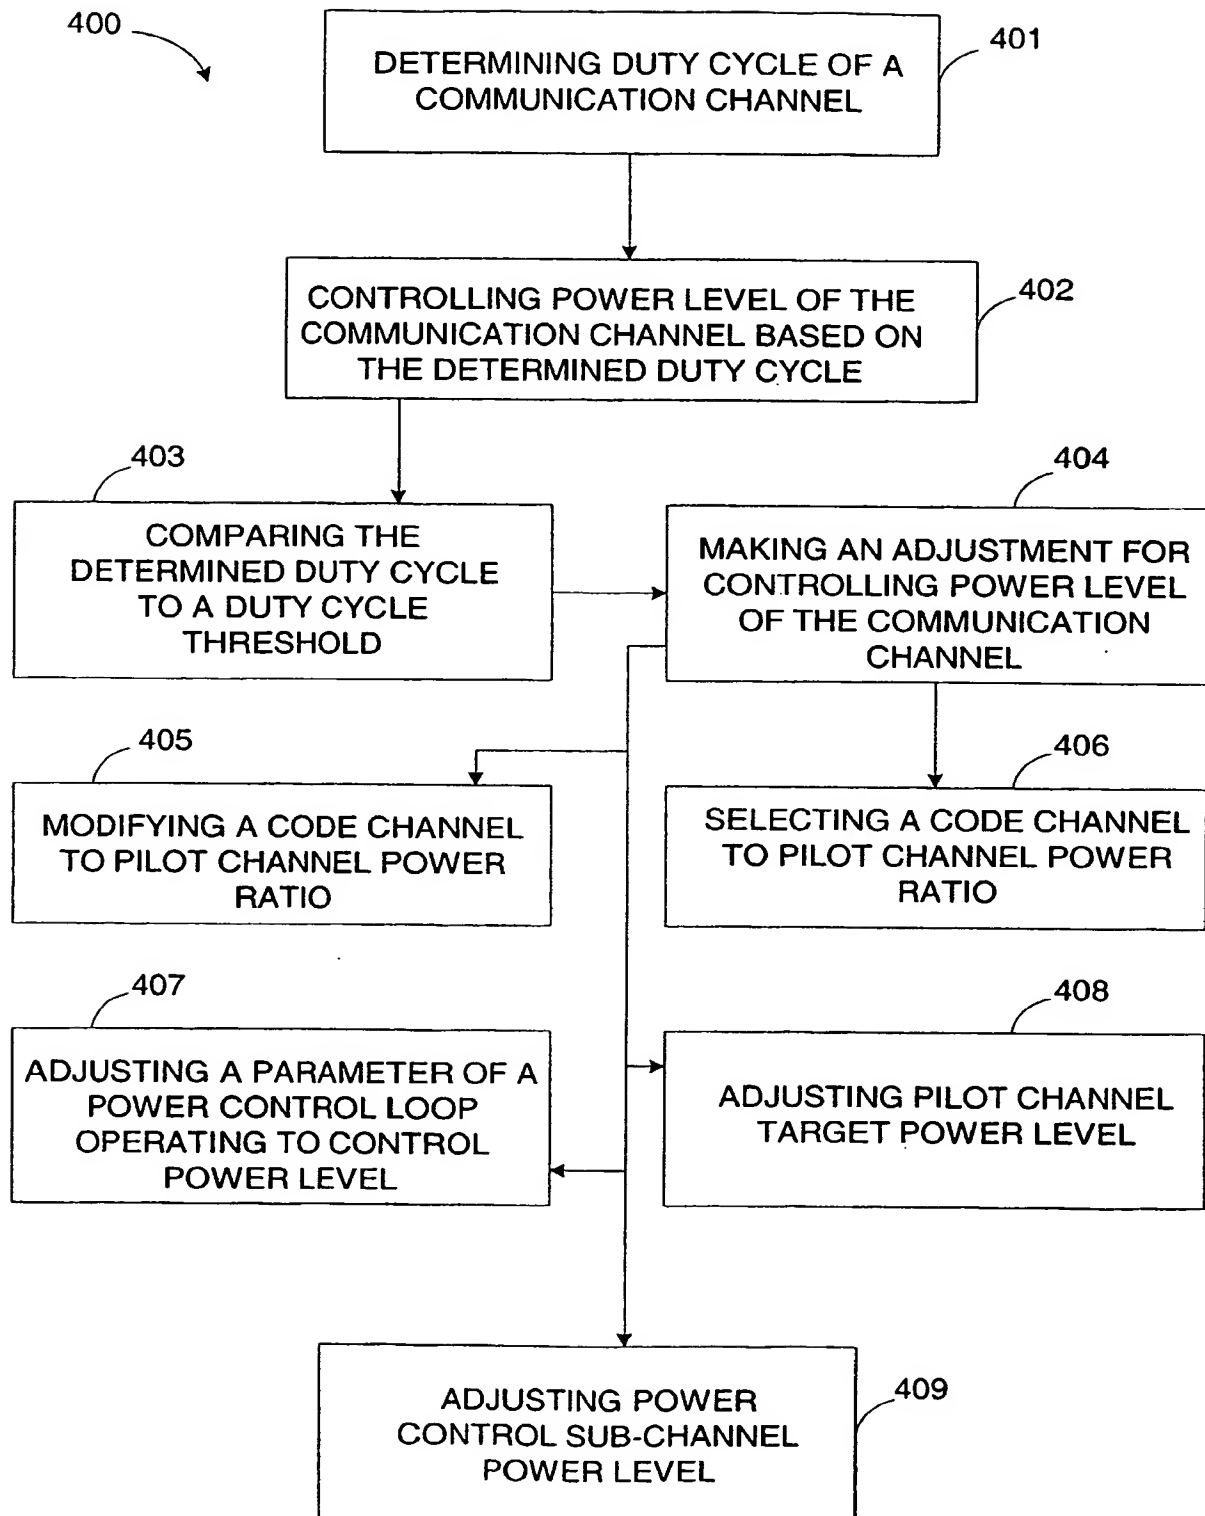 400
401
DETERMINING DUTY CYCLE OF A
COMMUNICATION CHANNEL
402
CONTROLLING POWER LEVEL OF THE
COMMUNICATION CHANNEL BASED ON
THE DETERMINED DUTY CYCLE
403
COMPARING THE
DETERMINED DUTY CYCLE
TO A DUTY CYCLE
THRESHOLD
404
MAKING AN ADJUSTMENT FOR
CONTROLLING POWER LEVEL
OF THE COMMUNICATION
CHANNEL
405
MODIFYING A CODE CHANNEL
TO PILOT CHANNEL POWER
RATIO
406
SELECTING A CODE CHANNEL
TO PILOT CHANNEL POWER
RATIO
407
ADJUSTING A PARAMETER OF A
POWER CONTROL LOOP
OPERATING TO CONTROL
POWER LEVEL
408
ADJUSTING PILOT CHANNEL
TARGET POWER LEVEL
409
ADJUSTING POWER
CONTROL SUB-CHANNEL
POWER LEVEL